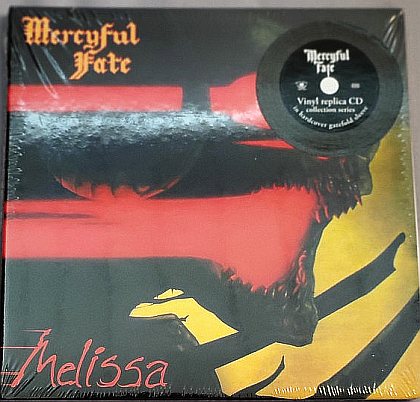 Mercyful
Fate
Mercyful
Fate
Vinyl replica CD
collection series
in hardcover gatefold sleeve
Melissa